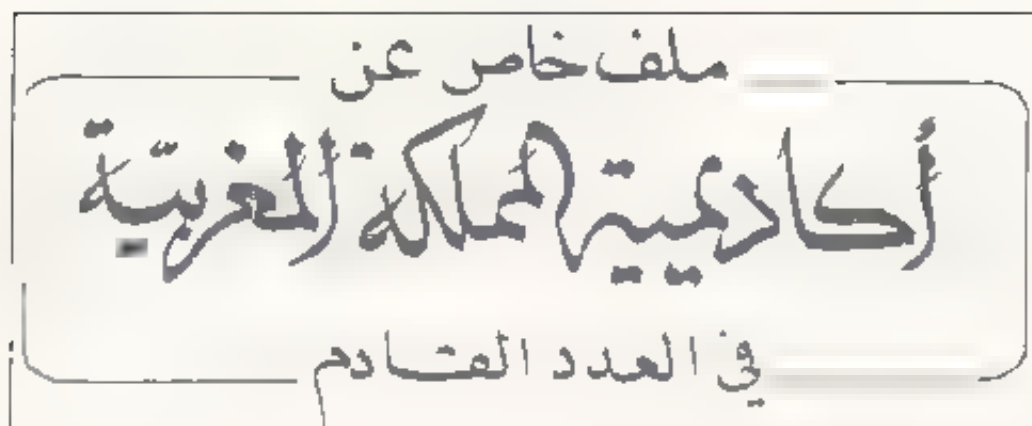 ملف خاص عن
أكاديمية المملكة المغربية
في العدد القادم